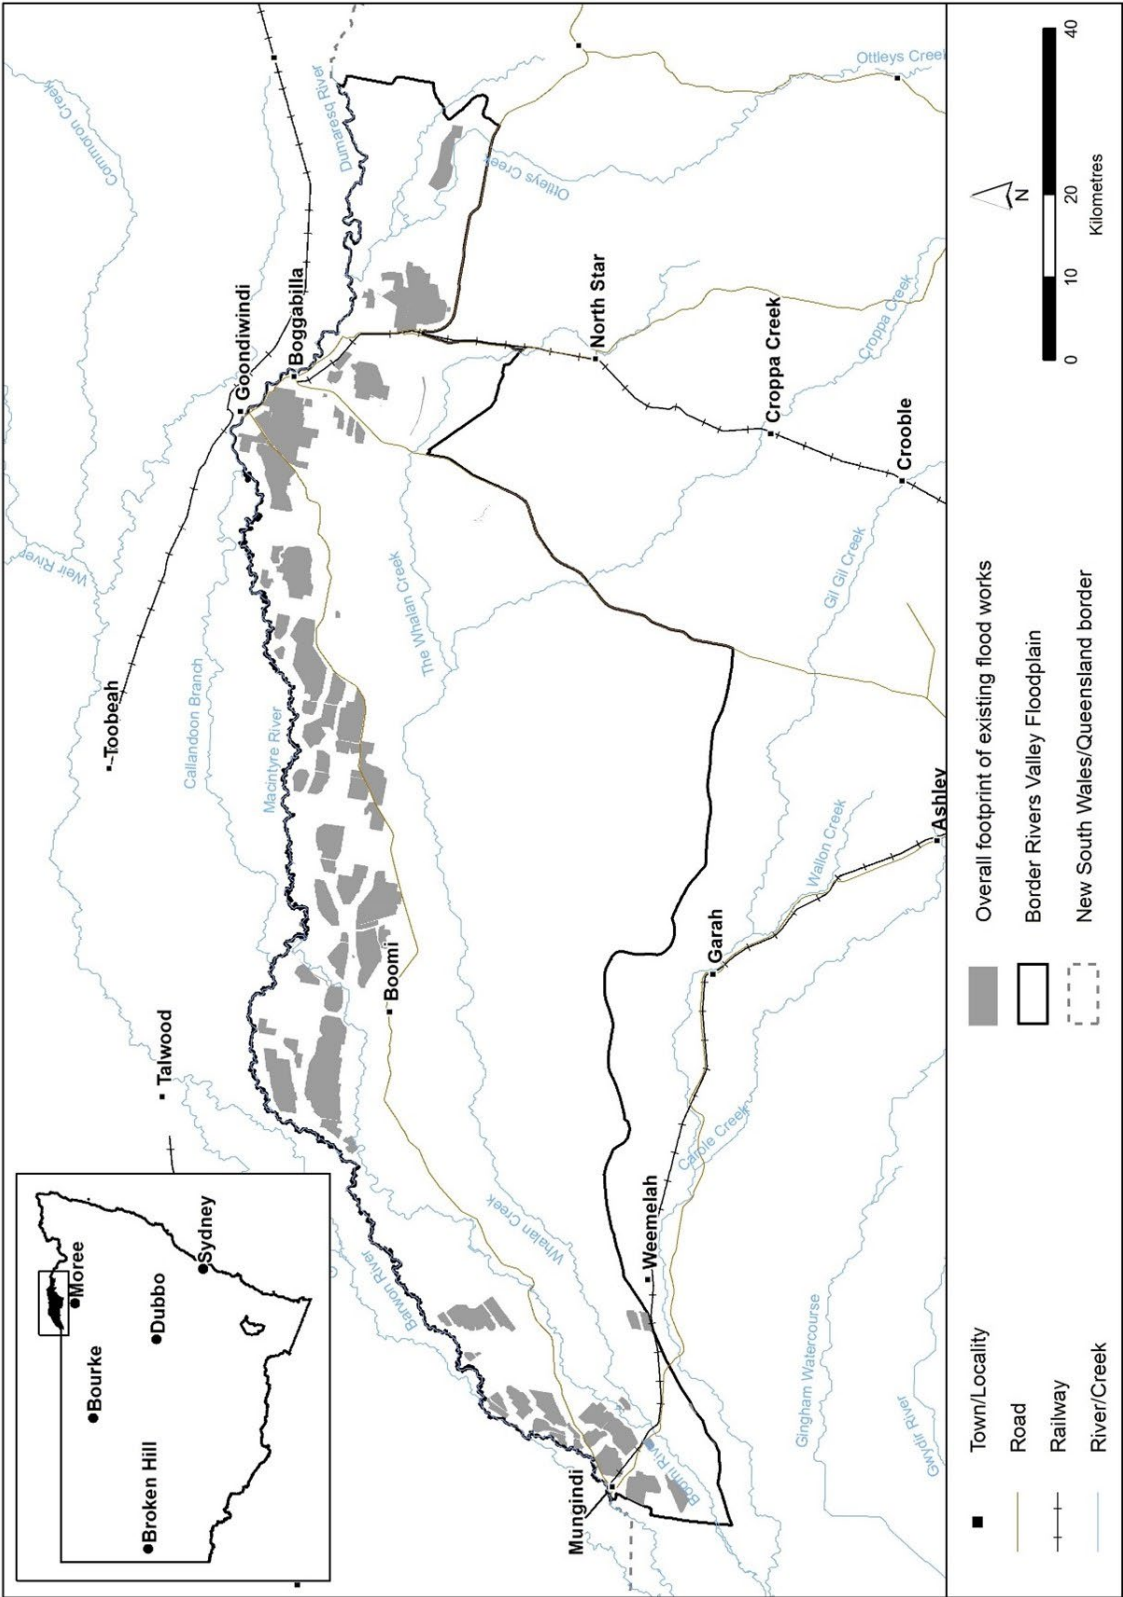 Commoron Creek
Weir River
Toobeah
Talwood
Callandoon Branch
Goondiwindi
Macintyre River
Boggabilla
Dumaresq River
Broken Hill
Bourke
Moree
Dubbo
Sydney
Barwon River
Boomi
The Whalan Creek
Whalan Creek
Ottleys Creek
North Star
Mungindi
Boomi River
Weemelah
Carole Creek
Garah
Croppa Creek
Gingham Watercourse
Wallon Creek
Gil Gil Creek
Croppa Creek
Crooble
Ottleys Creek
Gwydir River
Ashley
Town/Locality
Road
Railway
River/Creek
Overall footprint of existing flood works
Border Rivers Valley Floodplain
New South Wales/Queensland border
N
0 10 20 40
Kilometres